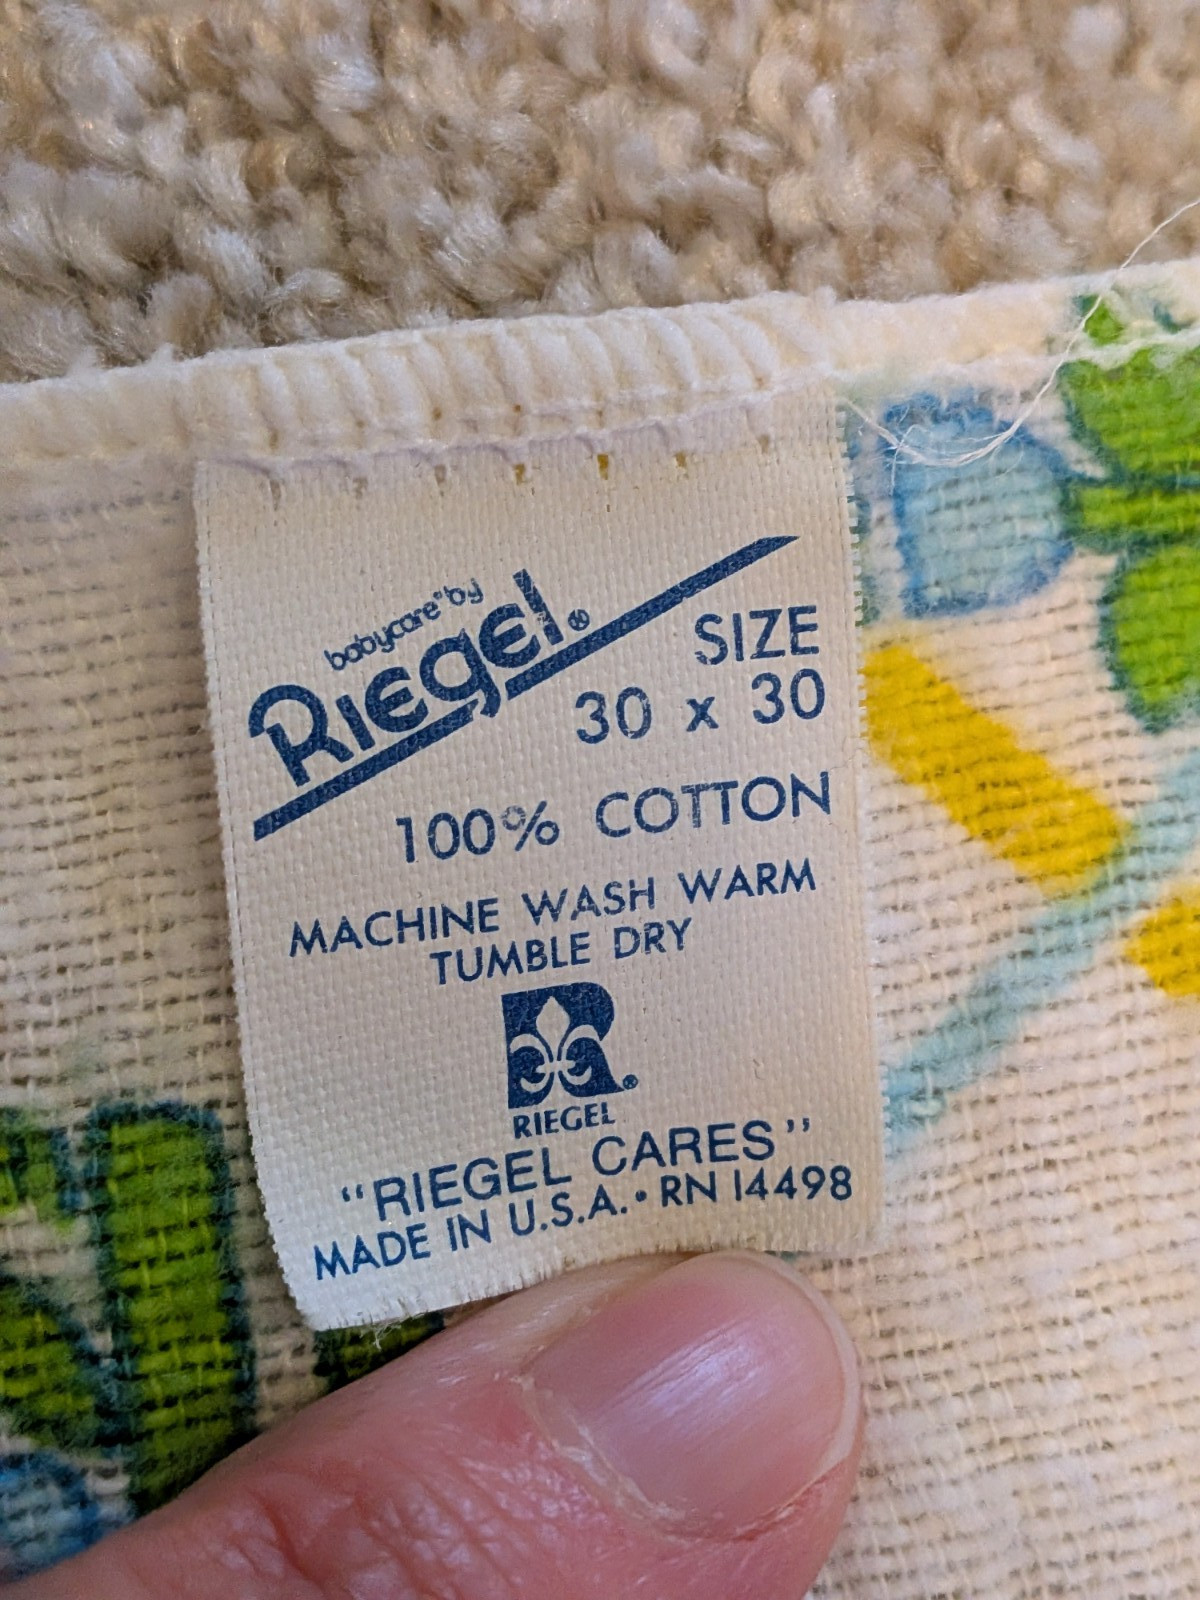 babycare® by
RIEGEL®
SIZE
30 x 30
100% COTTON
MACHINE WASH WARM
TUMBLE DRY
R®
RIEGEL
"RIEGEL CARES"
MADE IN U.S.A. • RN 14498